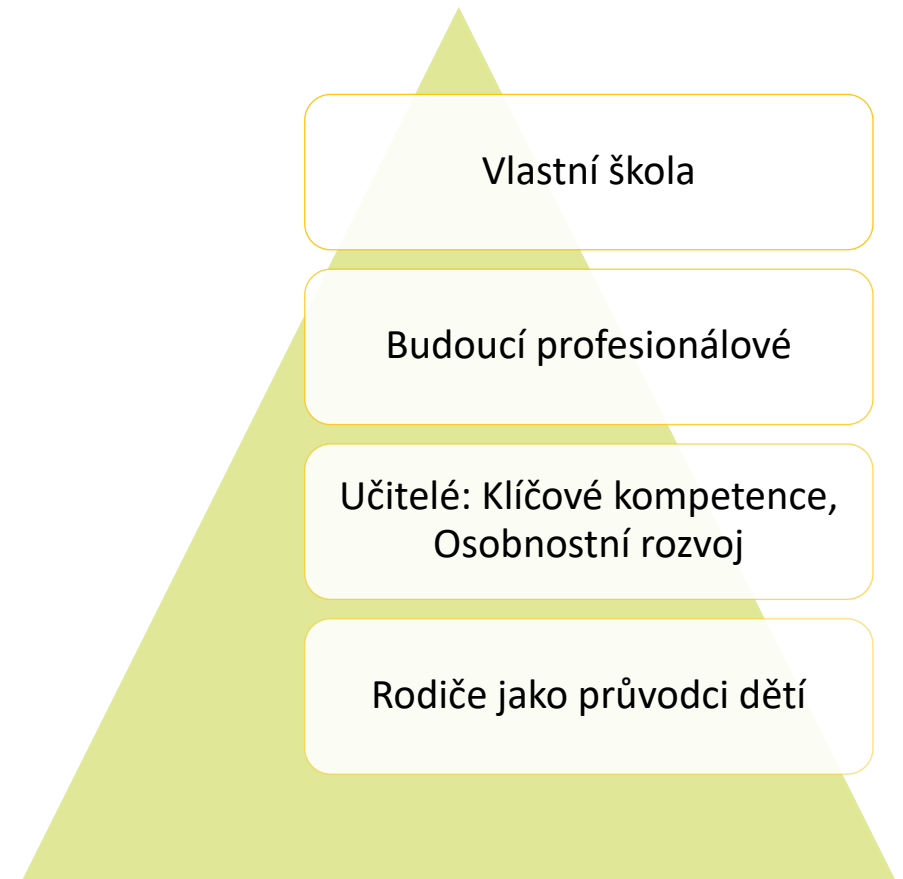 Vlastní škola
Budoucí profesionálové
Učitelé: Klíčové kompetence,
Osobnostní rozvoj
Rodiče jako průvodci dětí